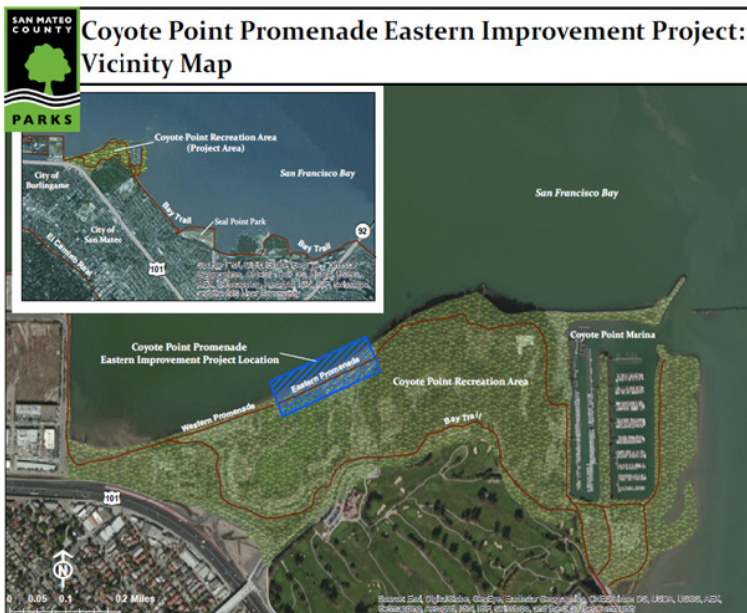 SAN MATEO
COUNTY
PARKS
Coyote Point Promenade Eastern Improvement Project:
Vicinity Map
Coyote Point Recreation Area
(Project Area)
San Francisco Bay
City of
Burlingame
City of
San Mateo
Bay Trail
Seal Point Park
Bay Trail
92
El Camino Real
101
San Francisco Bay
Coyote Point Promenade
Eastern Improvement Project Location
Eastern Promenade
Western Promenade
Coyote Point Recreation Area
Coyote Point Marina
Bay Trail
101
N
0 0.05 0.1 0.2 Miles